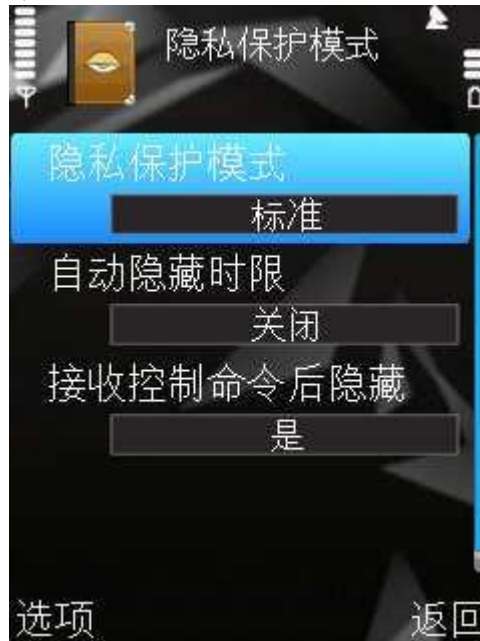 隐私保护模式
隐私保护模式
标准
自动隐藏时限
关闭
接收控制命令后隐藏
是
选项
返回